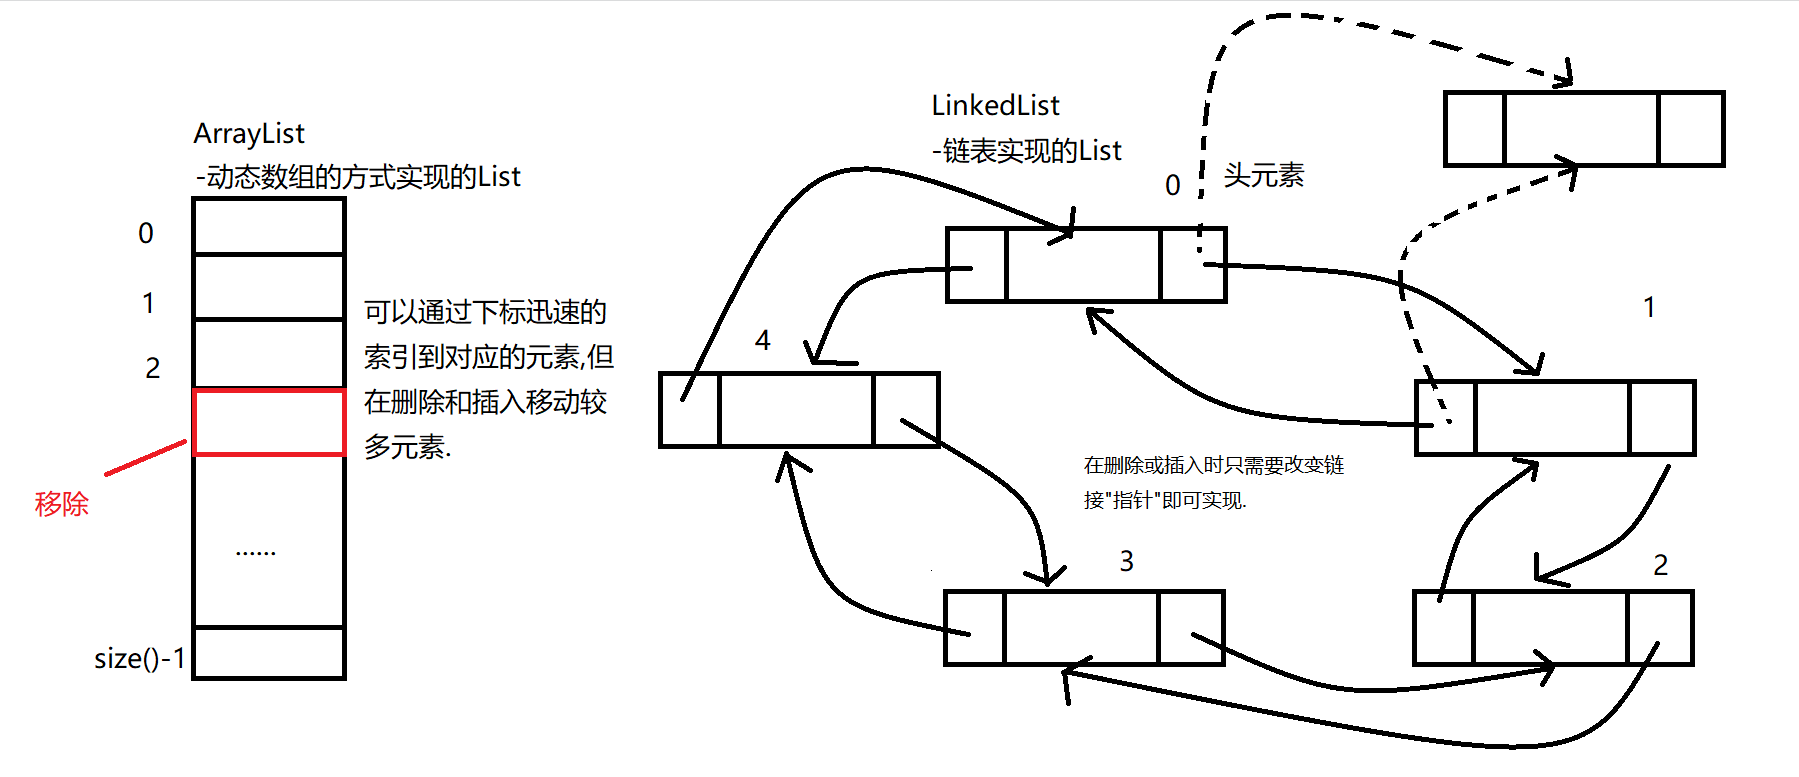 ArrayList
-动态数组的方式实现的List
0
1
2
可以通过下标迅速的
索引到对应的元素,但
在删除和插入移动较
多元素.
移除
......
size()-1
LinkedList
-链表实现的List
0
头元素
1
4
在删除或插入时只需要改变链
接"指针"即可实现.
3
2